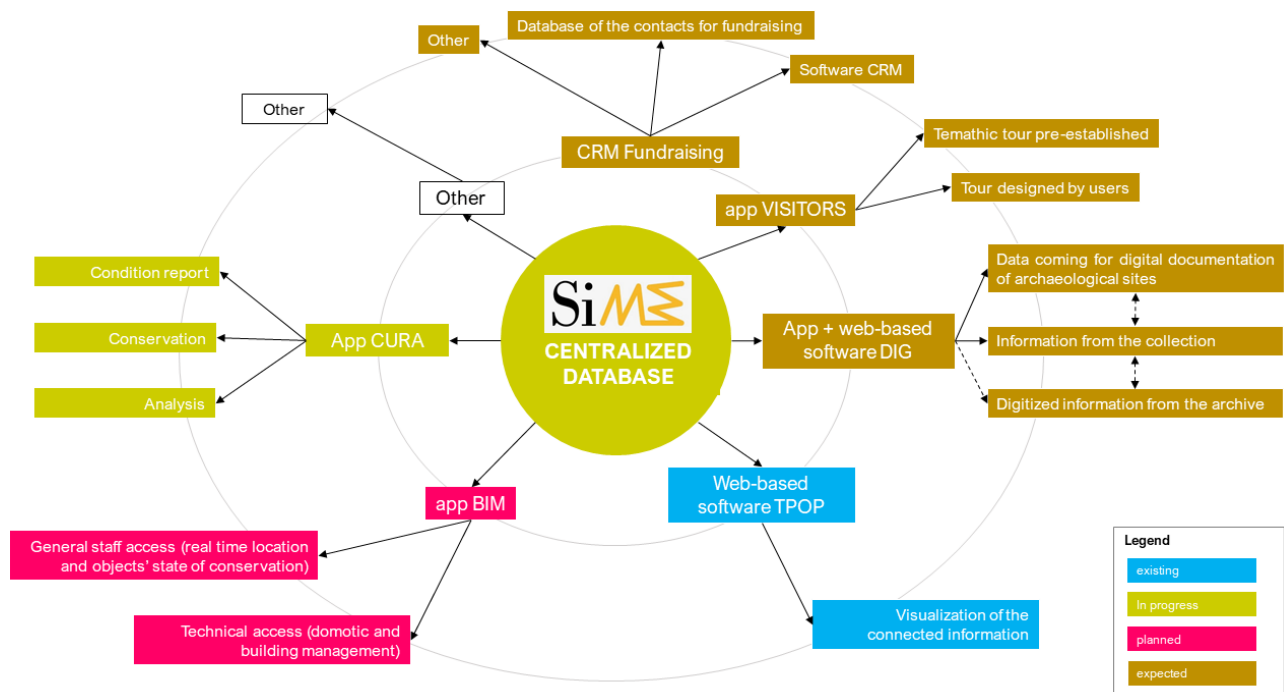 Database of the contacts for fundraising
Other
Software CRM
Other
CRM Fundraising
Temathic tour pre-established
Tour designed by users
app VISITORS
Other
Condition report
Conservation
Analysis
App CURA
SiME
CENTRALIZED
DATABASE
App + web-based
software DIG
Data coming for digital documentation
of archaeological sites
Information from the collection
Digitized information from the archive
app BIM
Web-based
software TPOP
General staff access (real time location
and objects' state of conservation)
Technical access (domotic and
building management)
Visualization of the
connected information
Legend
existing
In progress
planned
expected